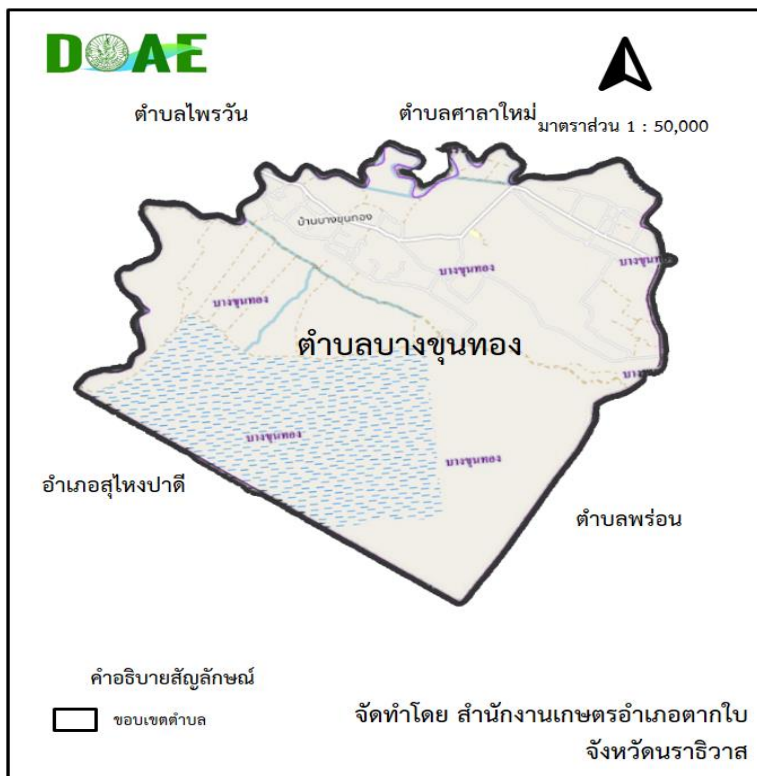 DOAE
ตำบลไพรวัน
ตำบลศาลาใหม่
มาตราส่วน 1 : 50,000
บ้านบางขุนทอง
บางขุนทอง
บางขุนทอง
บางขุนทอง
ตำบลบางขุนทอง
บางขุนทอง
บางขุนทอง
อำเภอสุไหงปาดี
ตำบลพร่อน
คำอธิบายสัญลักษณ์
ขอบเขตตำบล
จัดทำโดย สำนักงานเกษตรอำเภอตากใบ
จังหวัดนราธิวาส